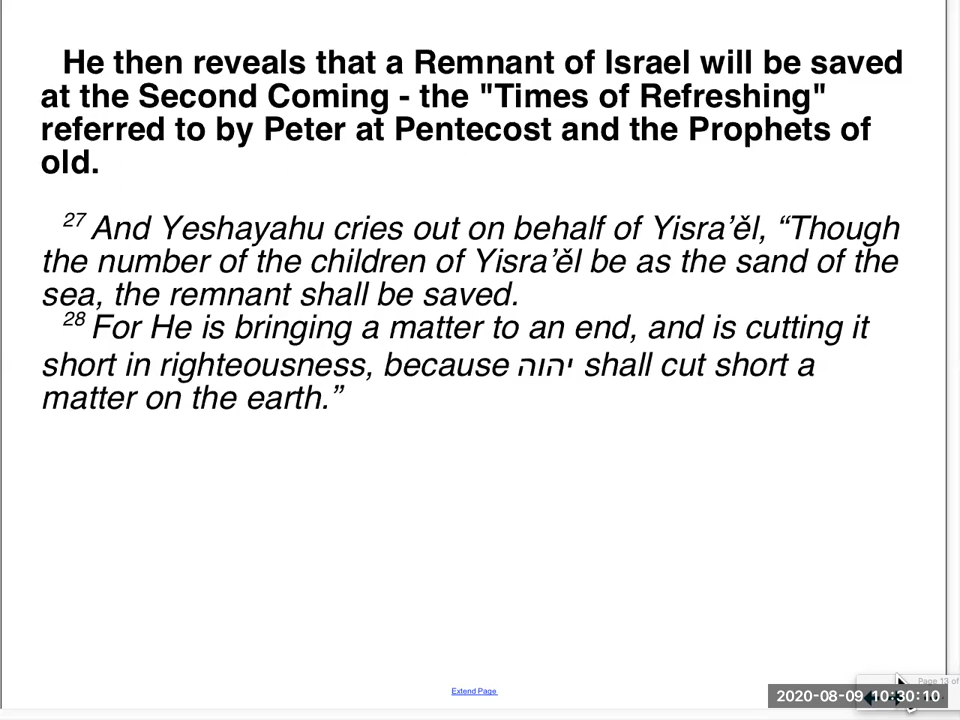 He then reveals that a Remnant of Israel will be saved
at the Second Coming - the "Times of Refreshing"
referred to by Peter at Pentecost and the Prophets of
old.
27 And Yeshayahu cries out on behalf of Yisra’ěl, “Though
the number of the children of Yisra’ěl be as the sand of the
sea, the remnant shall be saved.
28 For He is bringing a matter to an end, and is cutting it
short in righteousness, because יהוה shall cut short a
matter on the earth.”
Extend Page
Page 13 of
2020-08-09 10:30:10